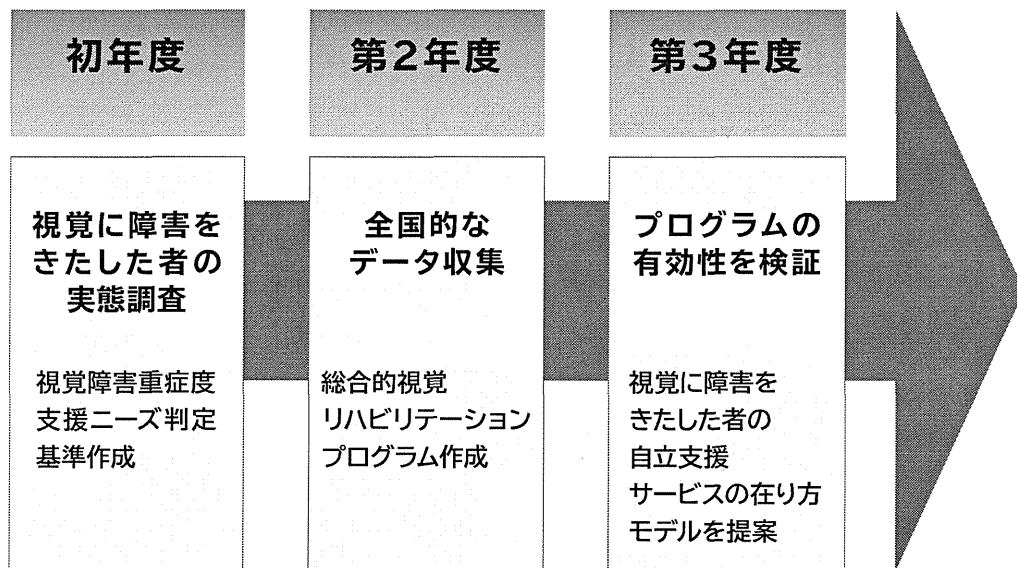 初年度
視覚に障害を
きたした者の
実態調査
視覚障害重症度
支援ニーズ判定
基準作成
第2年度
全国的な
データ収集
総合的視覚
リハビリテーション
プログラム作成
第3年度
プログラムの
有効性を検証
視覚に障害を
きたした者の
自立支援
サービスの在り方
モデルを提案